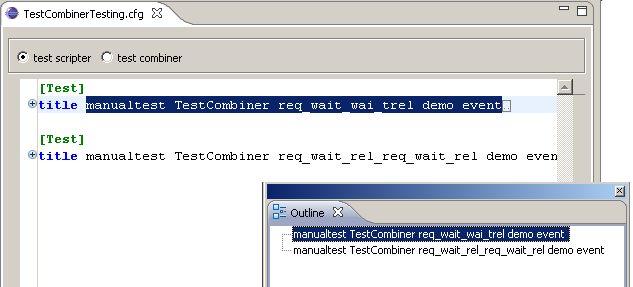 TestCombinerTesting.cfg
test scripter test combiner
[Test]
title manualtest TestCombiner req_wait_wai_trel demo event
[Test]
title manualtest TestCombiner req_wait_rel_req_wait_rel demo even
Outline
manualtest TestCombiner req_wait_wai_trel demo event
manualtest TestCombiner req_wait_rel_req_wait_rel demo event